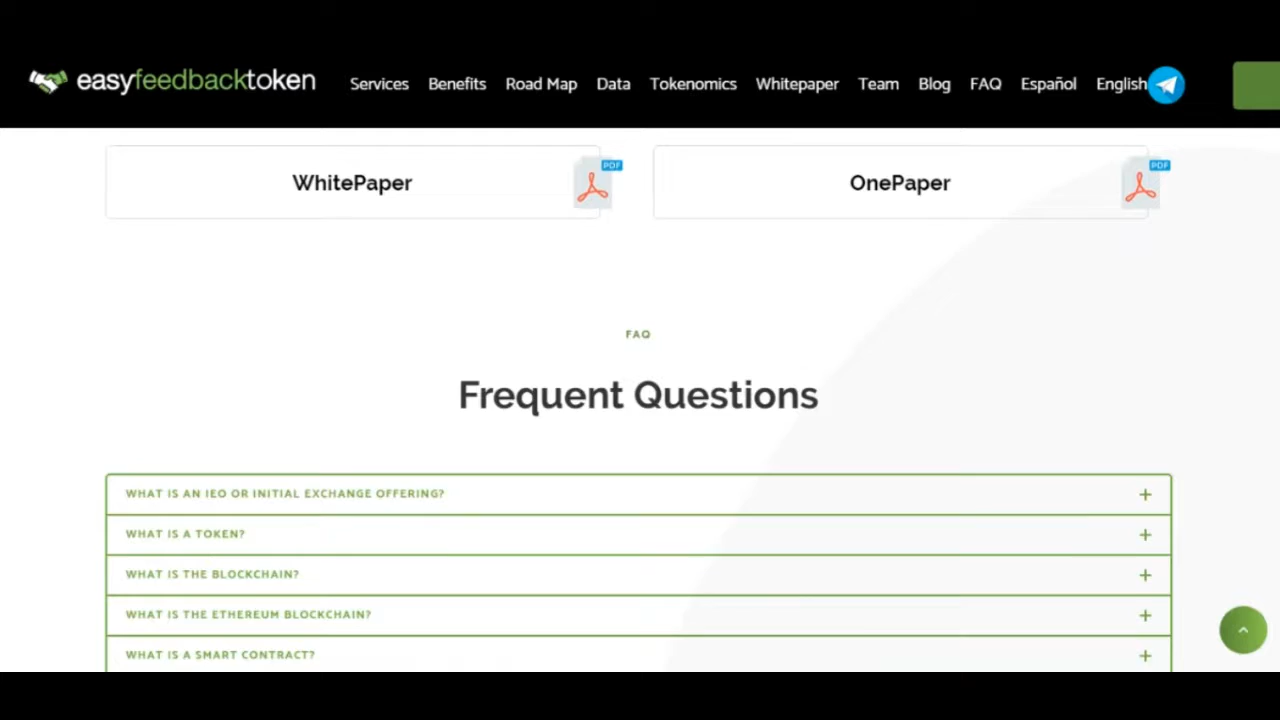 easyfeedbacktoken Services Benefits Road Map Data Tokenomics Whitepaper Team Blog FAQ Español English
WhitePaper PDF OnePaper PDF
FAQ
Frequent Questions
WHAT IS AN IEO OR INITIAL EXCHANGE OFFERING? +
WHAT IS A TOKEN? +
WHAT IS THE BLOCKCHAIN? +
WHAT IS THE ETHEREUM BLOCKCHAIN? +
WHAT IS A SMART CONTRACT? +